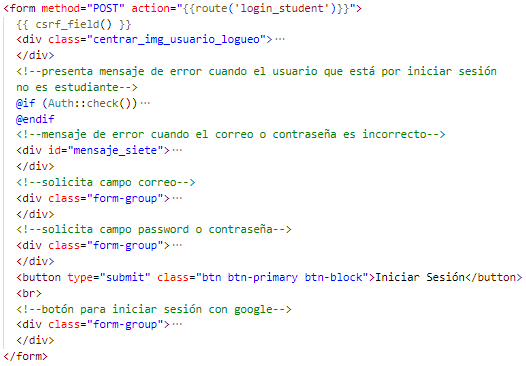 <form method="POST" action="{{route('login_student')}}">
{{ csrf_field() }}
<div class="centrar_img_usuario_logueo">…
</div>
<!--presenta mensaje de error cuando el usuario que está por iniciar sesión
no es estudiante-->
@if (Auth::check())…
@endif
<!--mensaje de error cuando el correo o contraseña es incorrecto-->
<div id="mensaje_siete">…
</div>
<!--solicita campo correo-->
<div class="form-group">…
</div>
<!--solicita campo password o contraseña-->
<div class="form-group">…
</div>
<button type="submit" class="btn btn-primary btn-block">Iniciar Sesión</button>
<br>
<!--botón para iniciar sesión con google-->
<div class="form-group">…
</div>
</form>